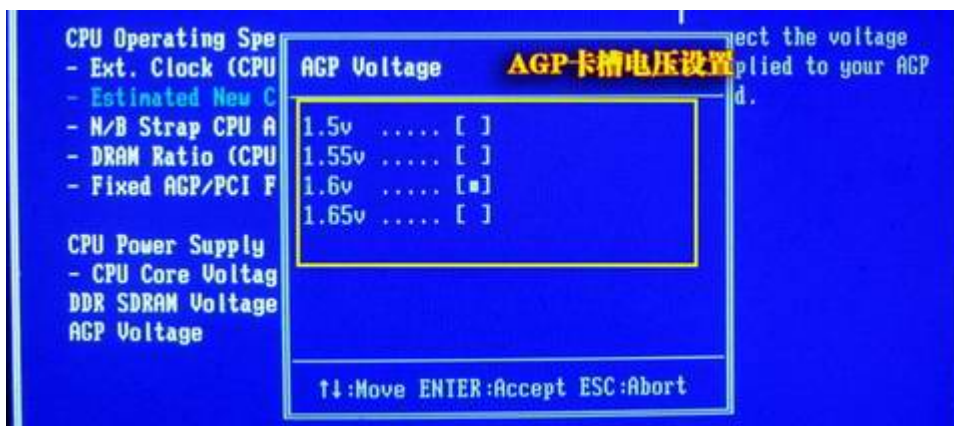 CPU Operating Spe
- Ext. Clock (CPU
- Estimated New C
- N/B Strap CPU A
- DRAM Ratio (CPU
- Fixed AGP/PCI F
CPU Power Supply
- CPU Core Voltag
DDR SDRAM Voltage
AGP Voltage
AGP Voltage
AGP卡槽电压设置
1.5v ..... [ ]
1.55v ..... [ ]
1.6v ..... [▪]
1.65v ..... [ ]
↑↓:Move ENTER:Accept ESC:Abort
ect the voltage
plied to your AGP
d.